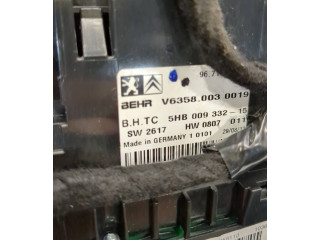 96.7
BEHR V6358.003.0019
B.H.TC 5HB 009 332-15
SW 2617 HW 0807 011
Made in GERMANY 1 0101